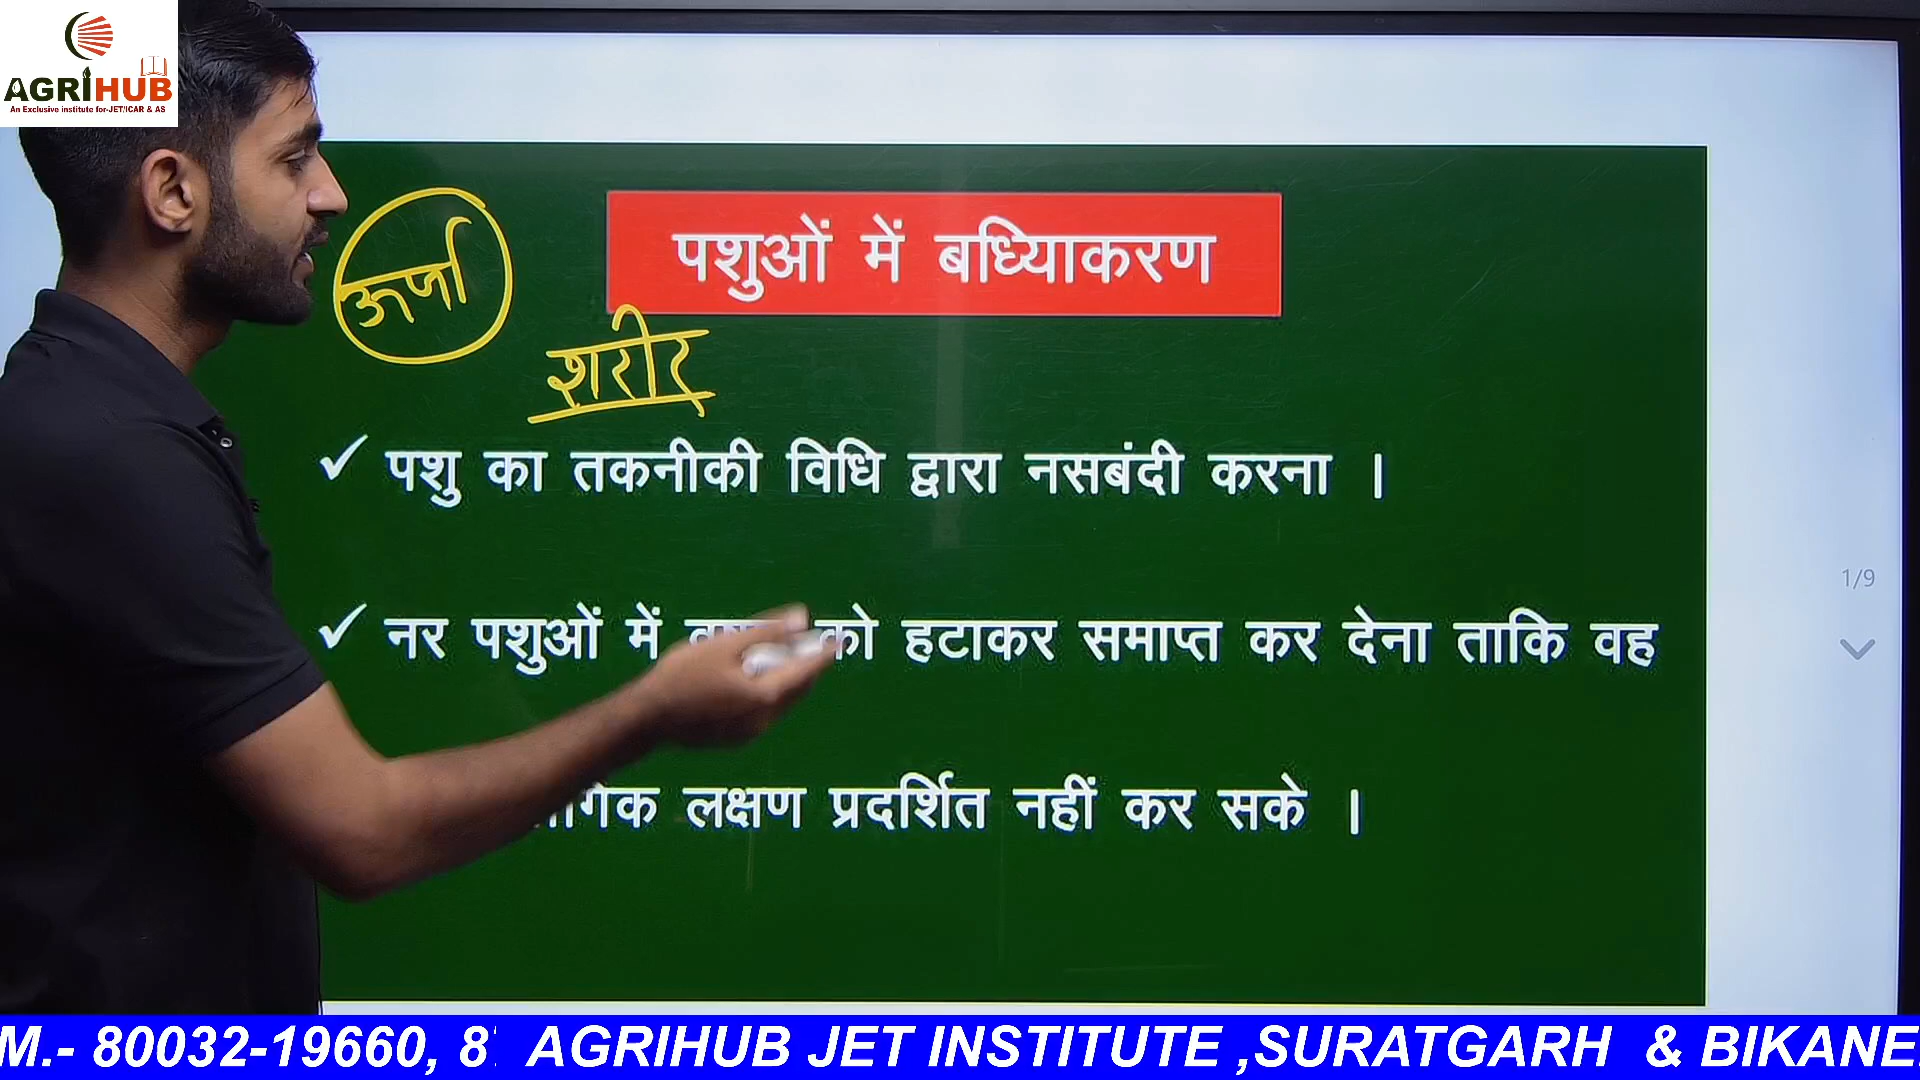 AGRIHUB
An Exclusive institute for-JET/ICAR & AS
पशुओं में बध्यिाकरण
ऊर्जा
शरीर
✓ पशु का तकनीकी विधि द्वारा नसबंदी करना ।
✓ नर पशुओं में को हटाकर समाप्त कर देना ताकि वह
लक्षण प्रदर्शित नहीं कर सके ।
1/9
M.- 80032-19660, 8 AGRIHUB JET INSTITUTE ,SURATGARH & BIKANE